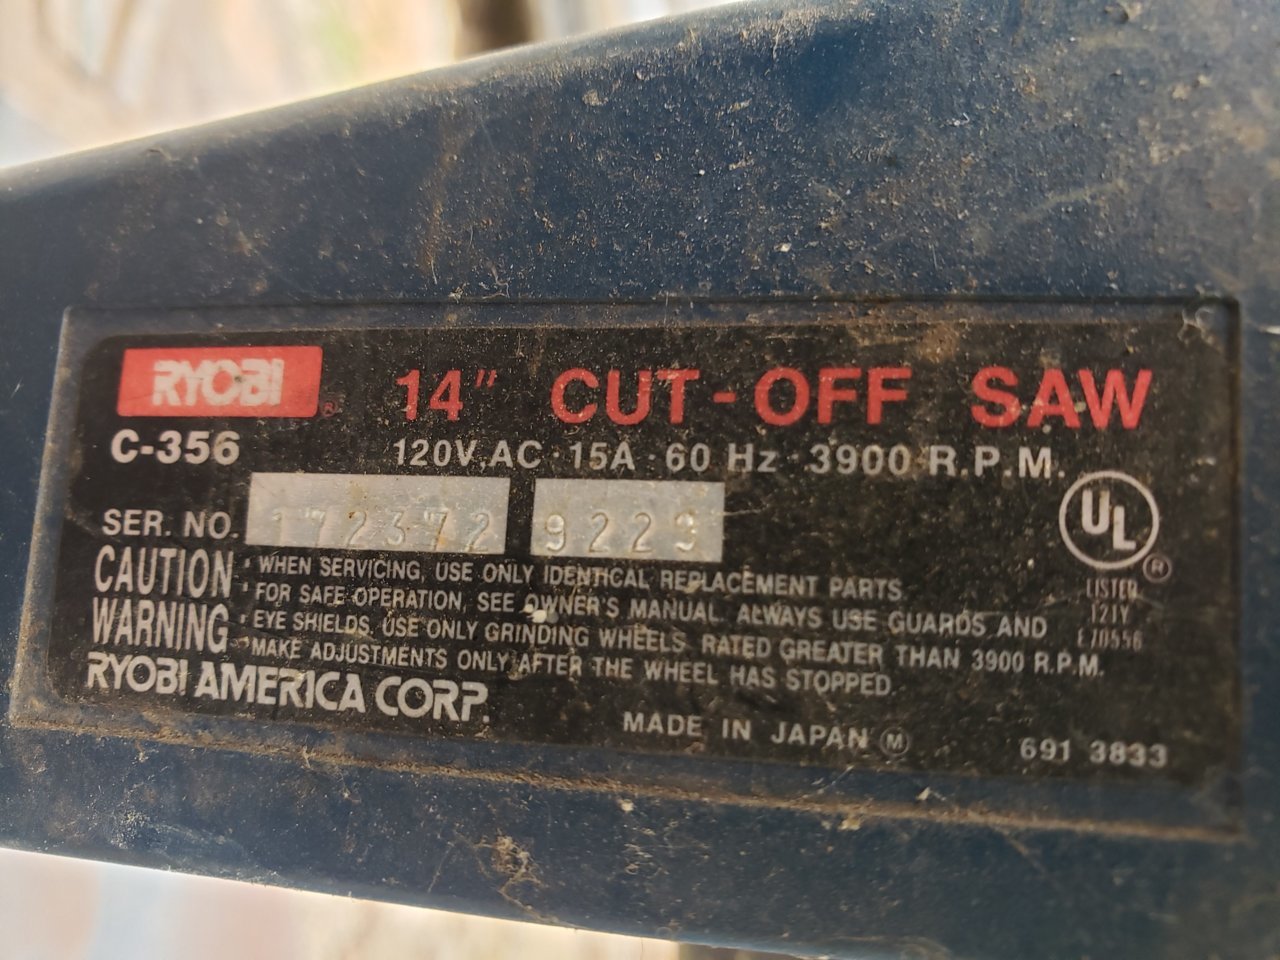 RYOBI ®
14" CUT-OFF SAW
C-356
120V, AC · 15A · 60 Hz · 3900 R.P.M.
SER. NO. 172372 9223
UL ®
LISTED
121Y
E70556
CAUTION · WHEN SERVICING, USE ONLY IDENTICAL REPLACEMENT PARTS.
WARNING · FOR SAFE OPERATION, SEE OWNER'S MANUAL. ALWAYS USE GUARDS AND
· EYE SHIELDS. USE ONLY GRINDING WHEELS RATED GREATER THAN 3900 R.P.M.
· MAKE ADJUSTMENTS ONLY AFTER THE WHEEL HAS STOPPED.
RYOBI AMERICA CORP.
MADE IN JAPAN Ⓜ
691 3833